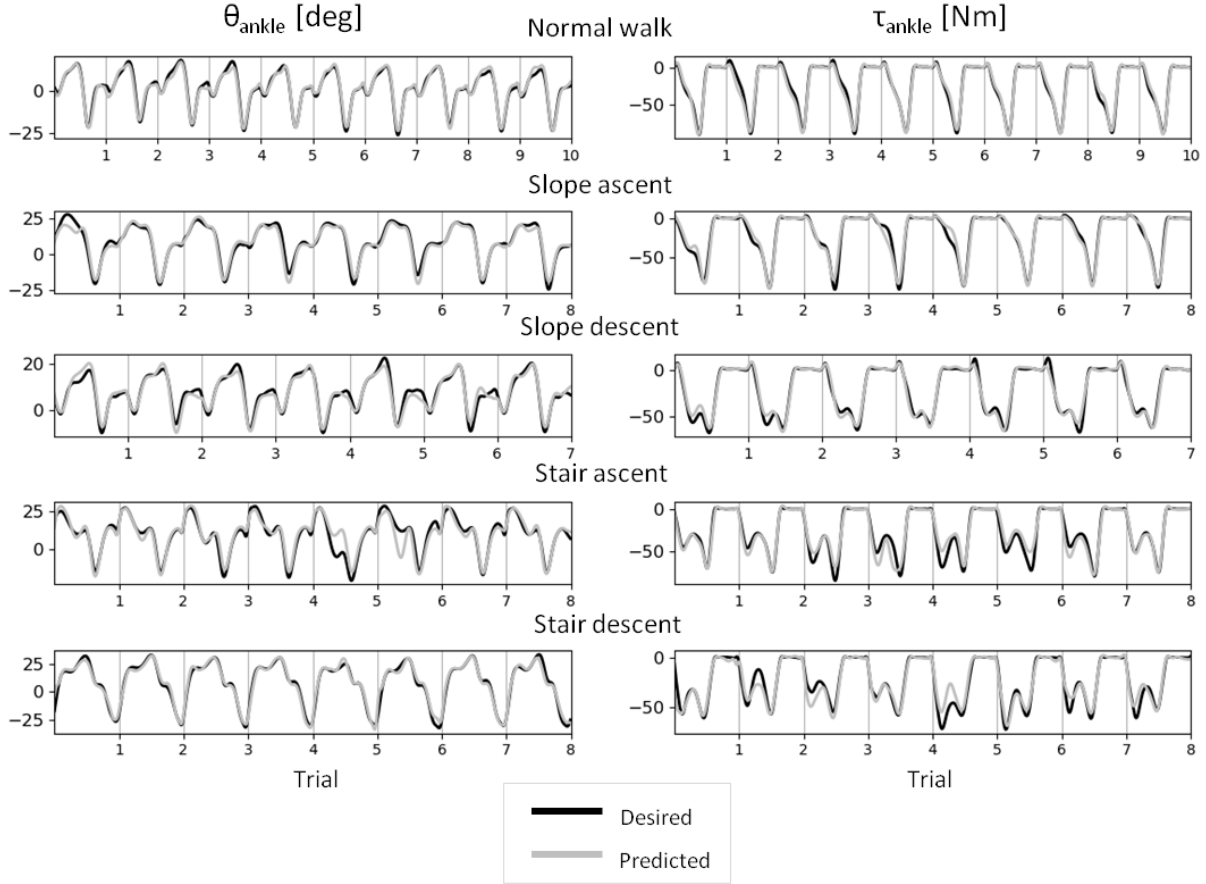 θankle [deg] τankle [Nm]
Normal walk
0
−25
1 2 3 4 5 6 7 8 9 10
0
−50
1 2 3 4 5 6 7 8 9 10
Slope ascent
25
0
−25
1 2 3 4 5 6 7 8
0
−50
1 2 3 4 5 6 7 8
Slope descent
20
0
1 2 3 4 5 6 7
0
−50
1 2 3 4 5 6 7
Stair ascent
25
0
1 2 3 4 5 6 7 8
0
−50
1 2 3 4 5 6 7 8
Stair descent
25
0
−25
1 2 3 4 5 6 7 8
0
−50
1 2 3 4 5 6 7 8
Trial Trial
Desired
Predicted